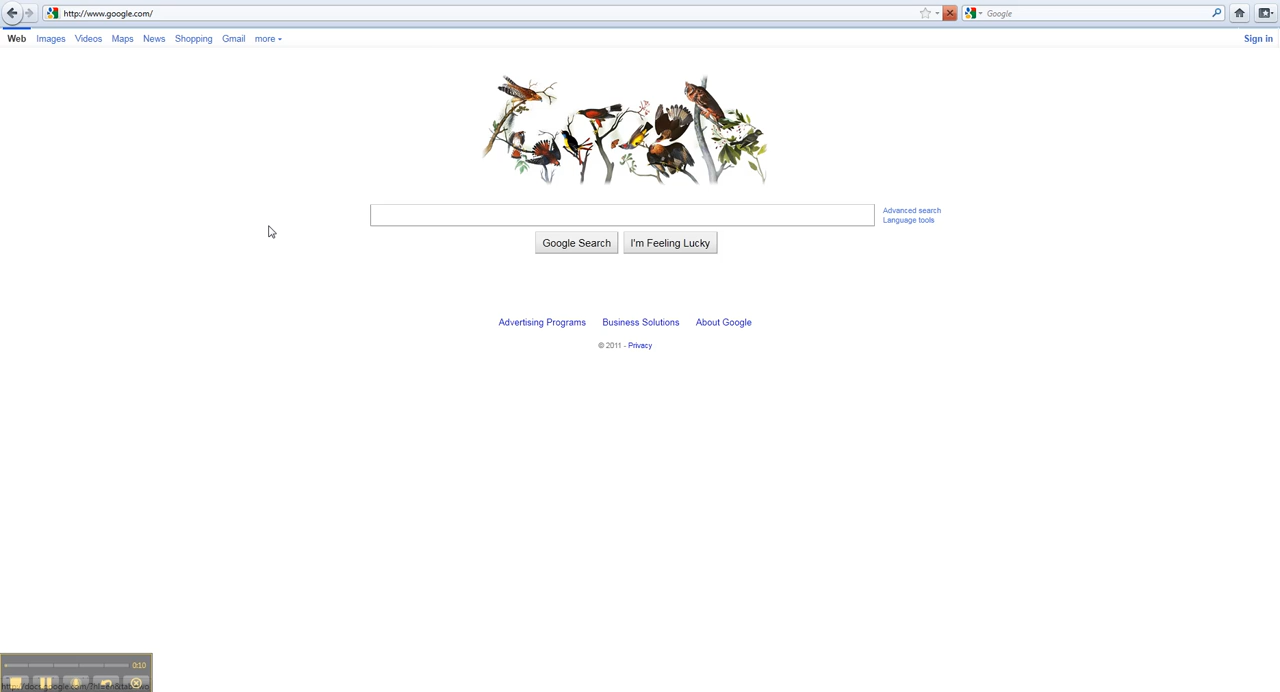 http://www.google.com/
Google
Web Images Videos Maps News Shopping Gmail more
Sign in
Advanced search
Language tools
Google Search I'm Feeling Lucky
Advertising Programs Business Solutions About Google
© 2011 - Privacy
0:10